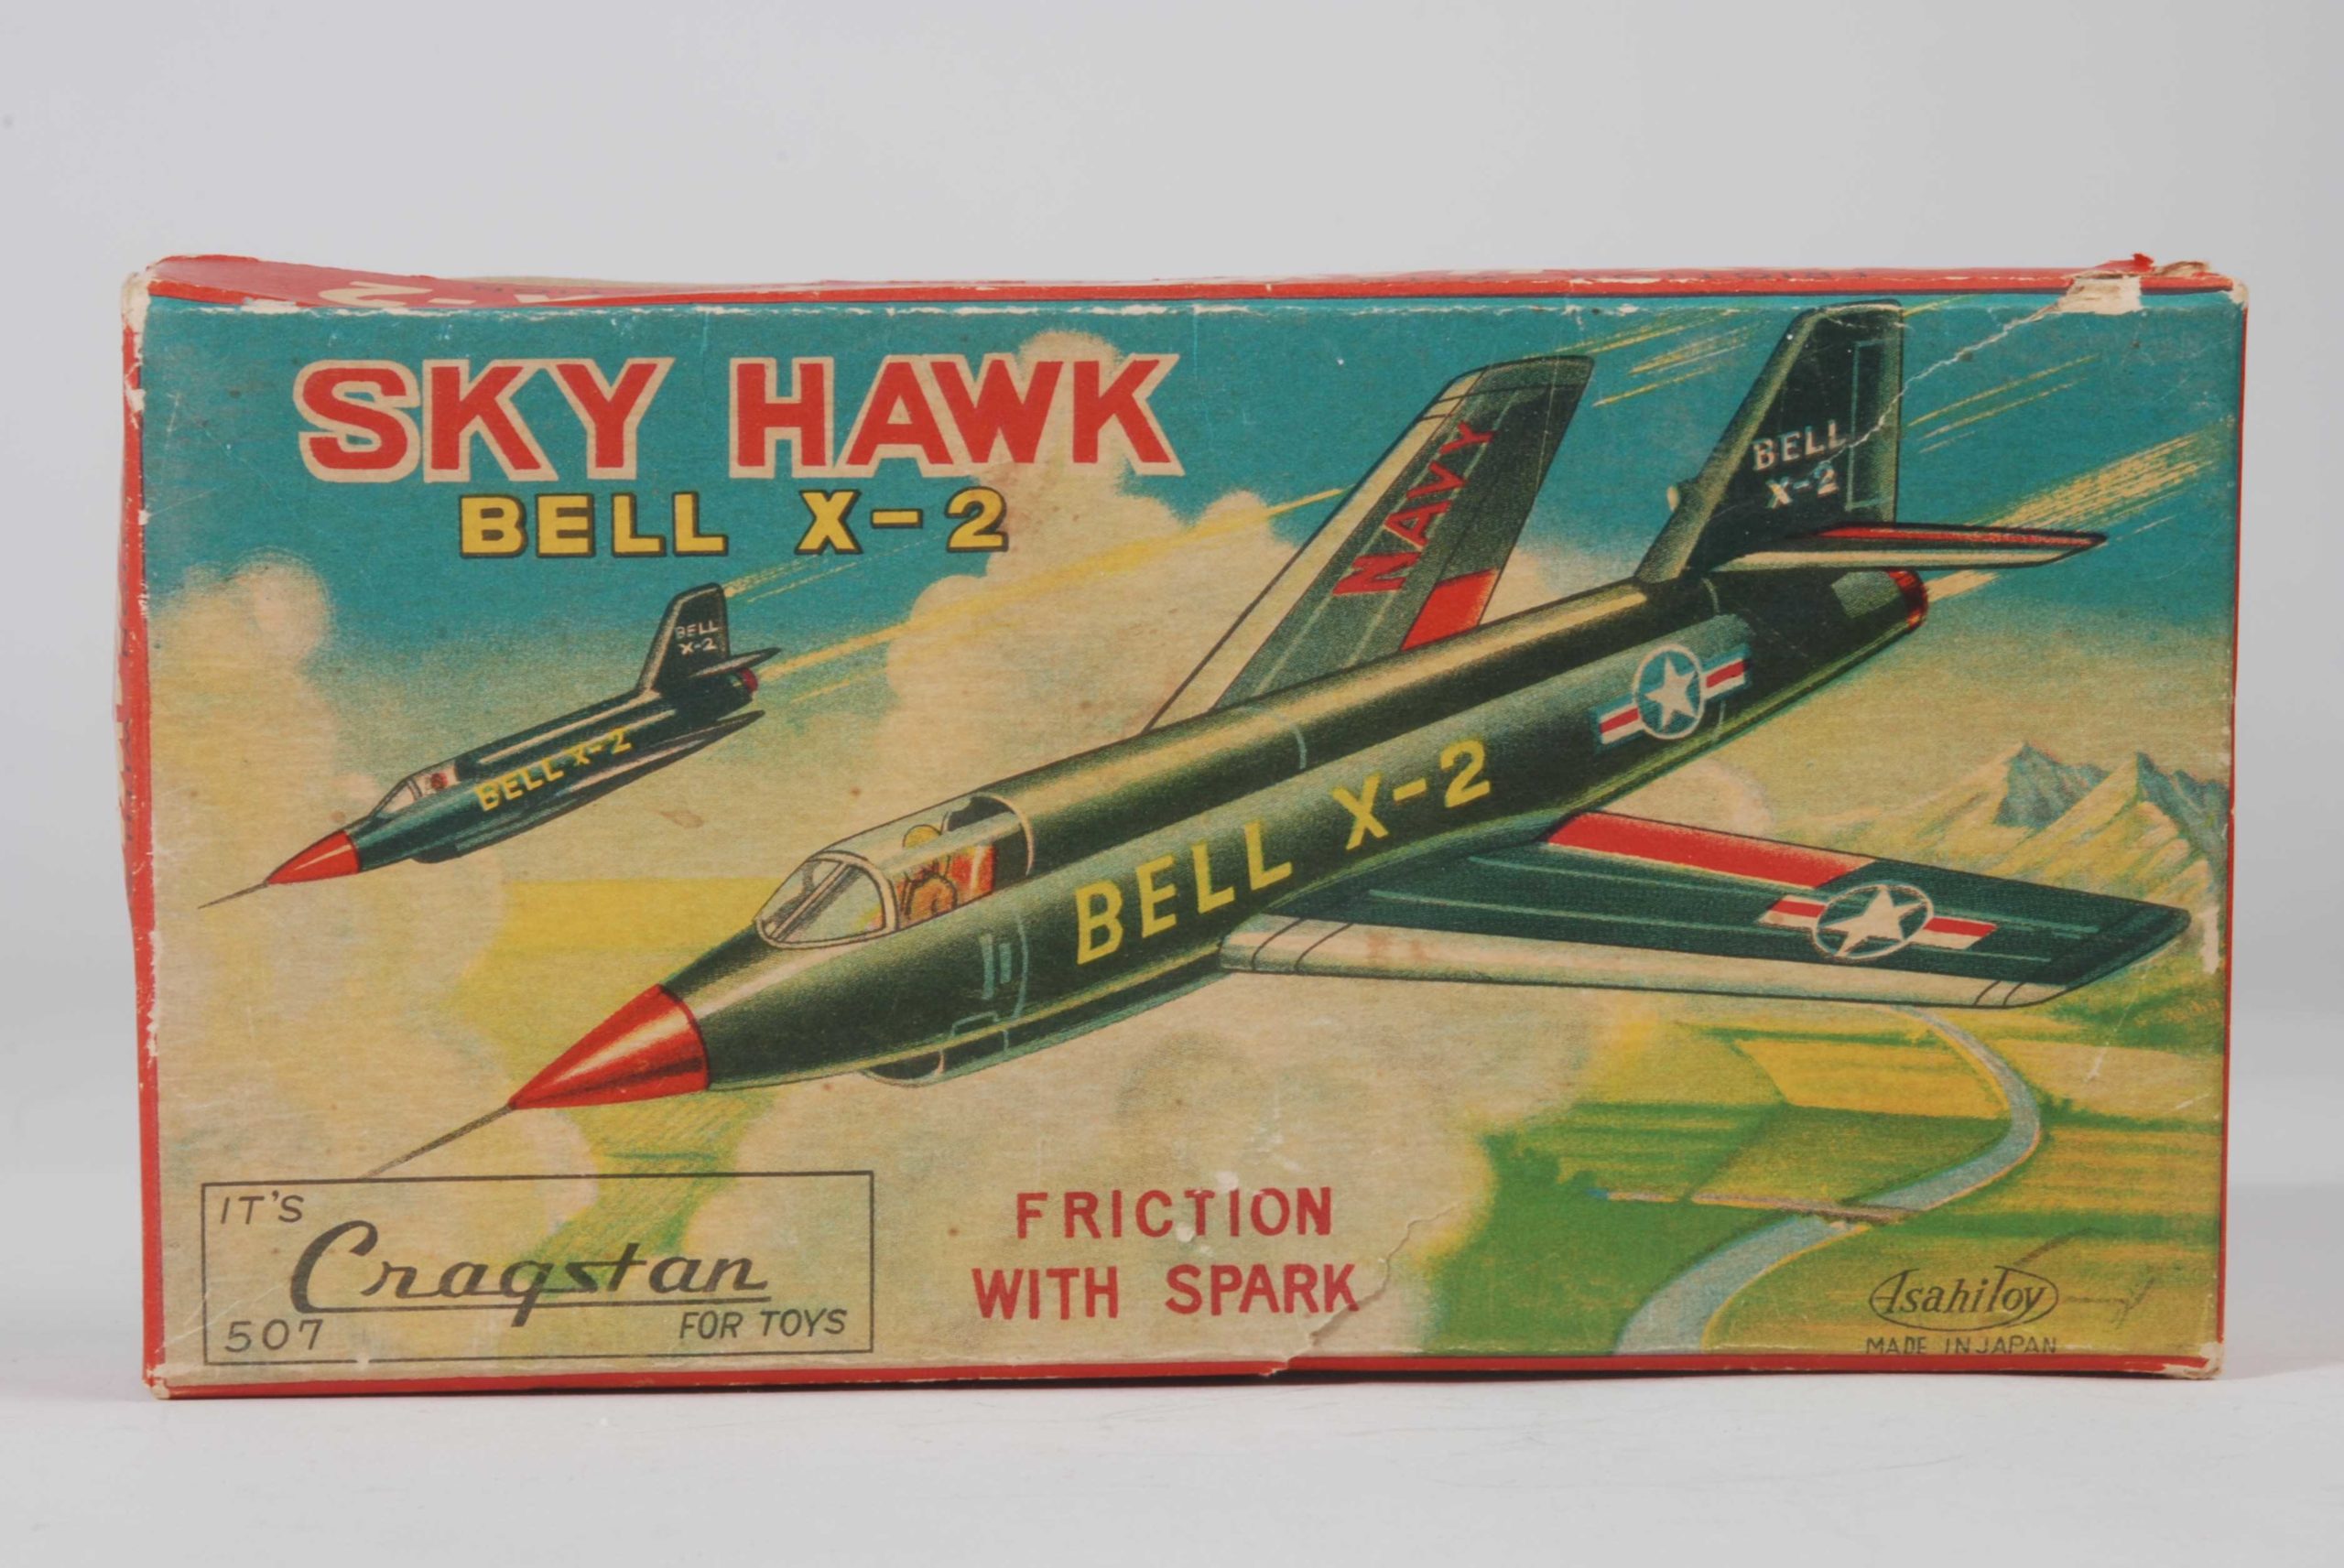 SKY HAWK
BELL X-2
NAVY
BELL
X-2
BELL
X-2
BELL X-2
BELL X-2
IT'S
Cragstan
FOR TOYS
507
FRICTION
WITH SPARK
AsahiToy
MADE IN JAPAN